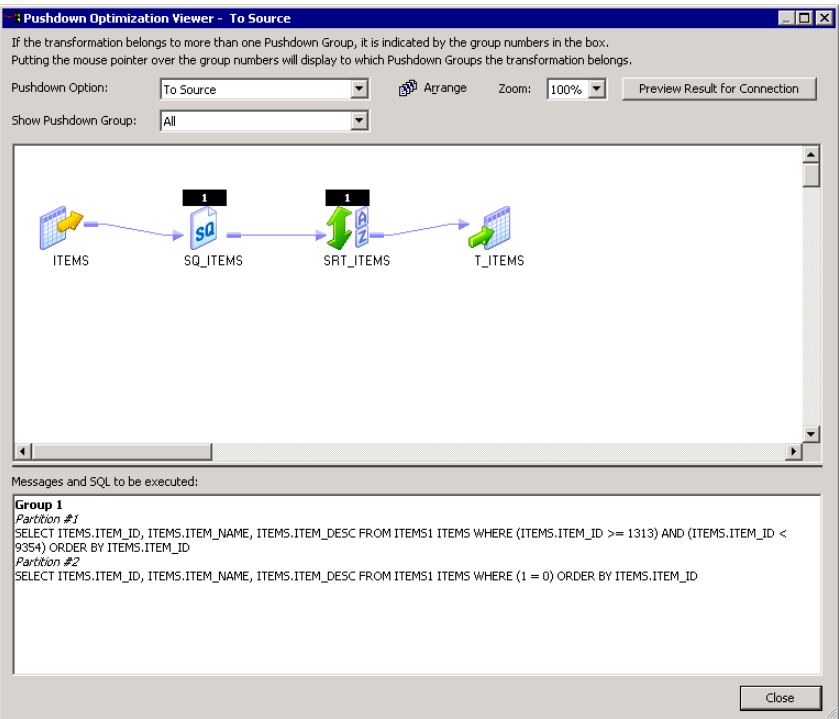 Pushdown Optimization Viewer - To Source
If the transformation belongs to more than one Pushdown Group, it is indicated by the group numbers in the box.
Putting the mouse pointer over the group numbers will display to which Pushdown Groups the transformation belongs.
Pushdown Option: To Source Arrange Zoom: 100% Preview Result for Connection
Show Pushdown Group: All
1 1
SQ A Z
ITEMS SQ_ITEMS SRT_ITEMS T_ITEMS
Messages and SQL to be executed:
Group 1
Partition #1
SELECT ITEMS.ITEM_ID, ITEMS.ITEM_NAME, ITEMS.ITEM_DESC FROM ITEMS1 ITEMS WHERE (ITEMS.ITEM_ID >= 1313) AND (ITEMS.ITEM_ID <
9354) ORDER BY ITEMS.ITEM_ID
Partition #2
SELECT ITEMS.ITEM_ID, ITEMS.ITEM_NAME, ITEMS.ITEM_DESC FROM ITEMS1 ITEMS WHERE (1 = 0) ORDER BY ITEMS.ITEM_ID
Close